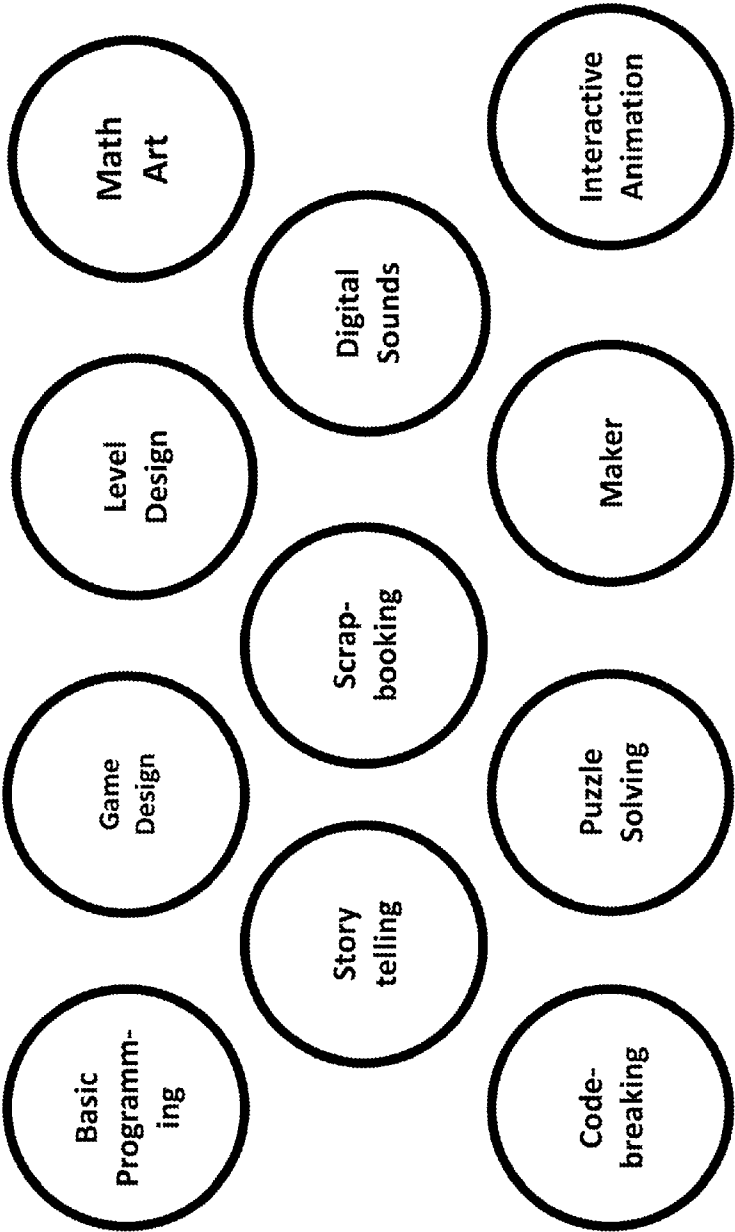 Basic
Programm-
ing
Game
Design
Level
Design
Math
Art
Story
telling
Scrap-
booking
Digital
Sounds
Code-
breaking
Puzzle
Solving
Maker
Interactive
Animation